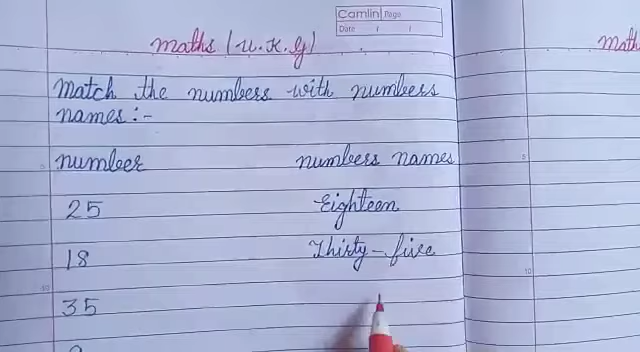 Camlin Page
Date / /
maths (u.k.g)
math
match the numbers with numbers
names :-
number numbers names
25 Eighteen
18 Thirty-five
35